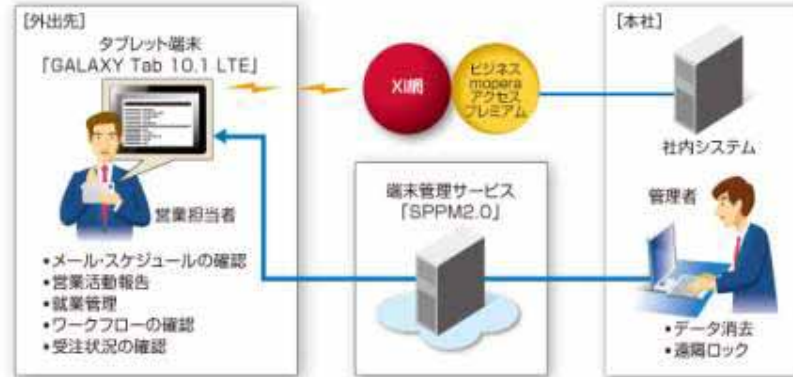 [外出先]
タブレット端末
「GALAXY Tab 10.1 LTE」
営業担当者
•メール・スケジュールの確認
•営業活動報告
•就業管理
•ワークフローの確認
•受注状況の確認
Xi網
ビジネス
mopera
アクセス
プレミアム
端末管理サービス
「SPPM2.0」
[本社]
社内システム
管理者
•データ消去
•遠隔ロック